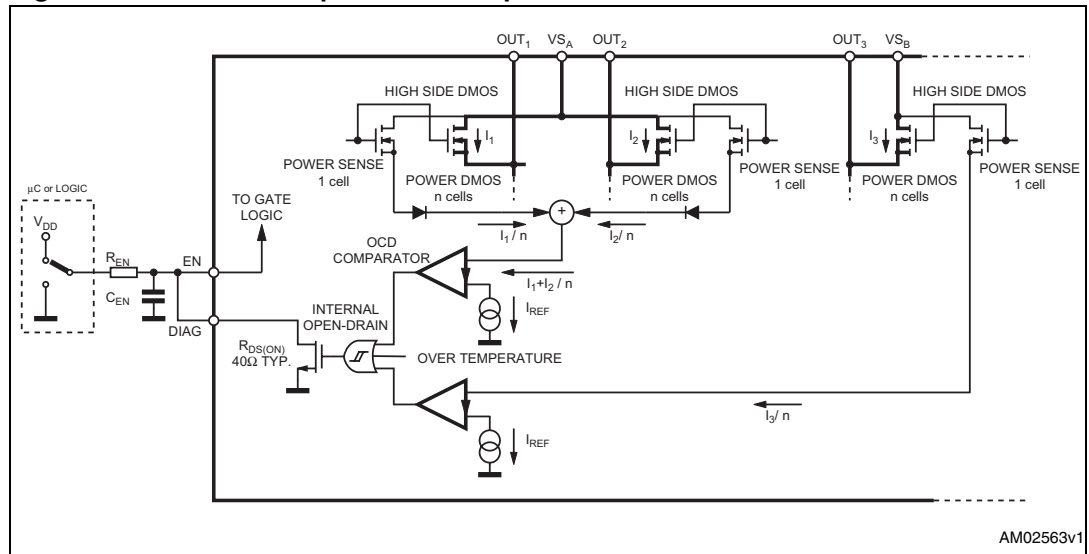 OUT1 VSA OUT2 OUT3 VSB
HIGH SIDE DMOS HIGH SIDE DMOS HIGH SIDE DMOS
I1 I2 I3
POWER SENSE
1 cell
POWER DMOS
n cells
POWER DMOS
n cells
POWER SENSE
1 cell
POWER DMOS
n cells
POWER SENSE
1 cell
μC or LOGIC
VDD
REN
CEN
EN
DIAG
TO GATE
LOGIC
I1/ n
+
I2/ n
OCD
COMPARATOR
I1+I2 / n
IREF
INTERNAL
OPEN-DRAIN
RDS(ON)
40Ω TYP.
OVER TEMPERATURE
I3/ n
IREF
AM02563v1